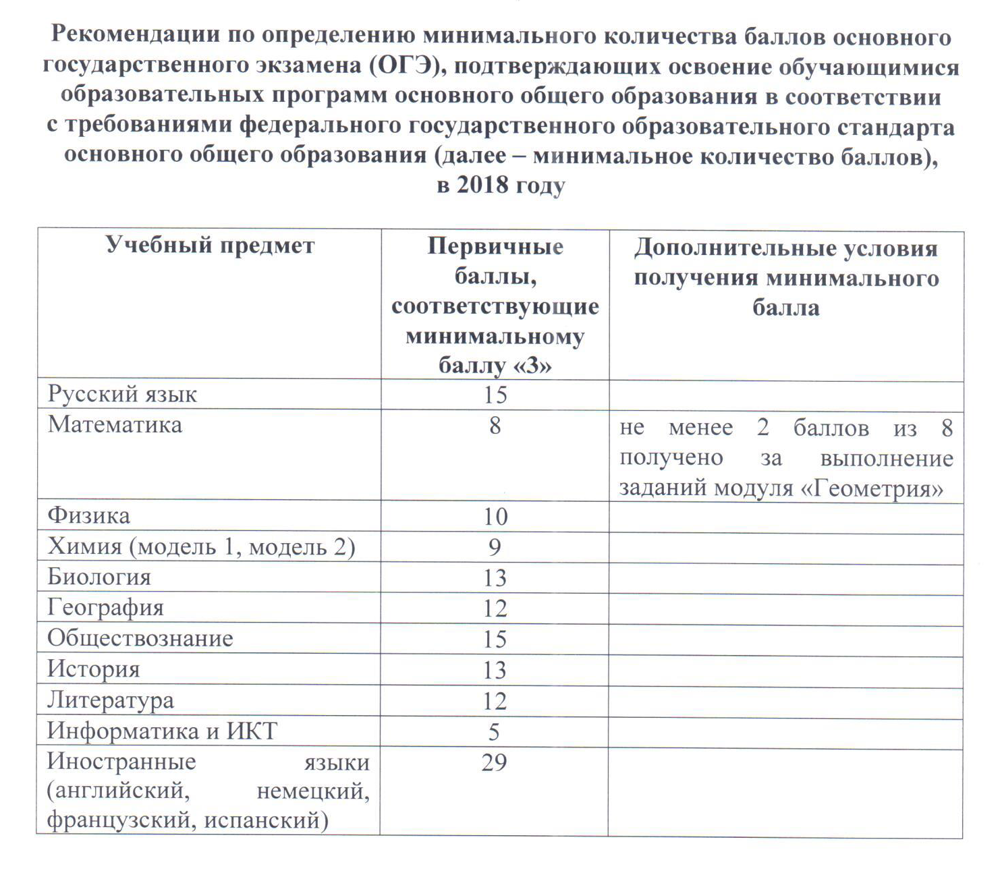 Рекомендации по определению минимального количества баллов основного
государственного экзамена (ОГЭ), подтверждающих освоение обучающимися
образовательных программ основного общего образования в соответствии
с требованиями федерального государственного образовательного стандарта
основного общего образования (далее – минимальное количество баллов),
в 2018 году
Учебный предмет
Первичные
баллы,
соответствующие
минимальному
баллу «3»
Дополнительные условия
получения минимального
балла
Русский язык 15
Математика 8
не менее 2 баллов из 8
получено за выполнение
заданий модуля «Геометрия»
Физика 10
Химия (модель 1, модель 2) 9
Биология 13
География 12
Обществознание 15
История 13
Литература 12
Информатика и ИКТ 5
Иностранные языки 29
(английский, немецкий,
французский, испанский)